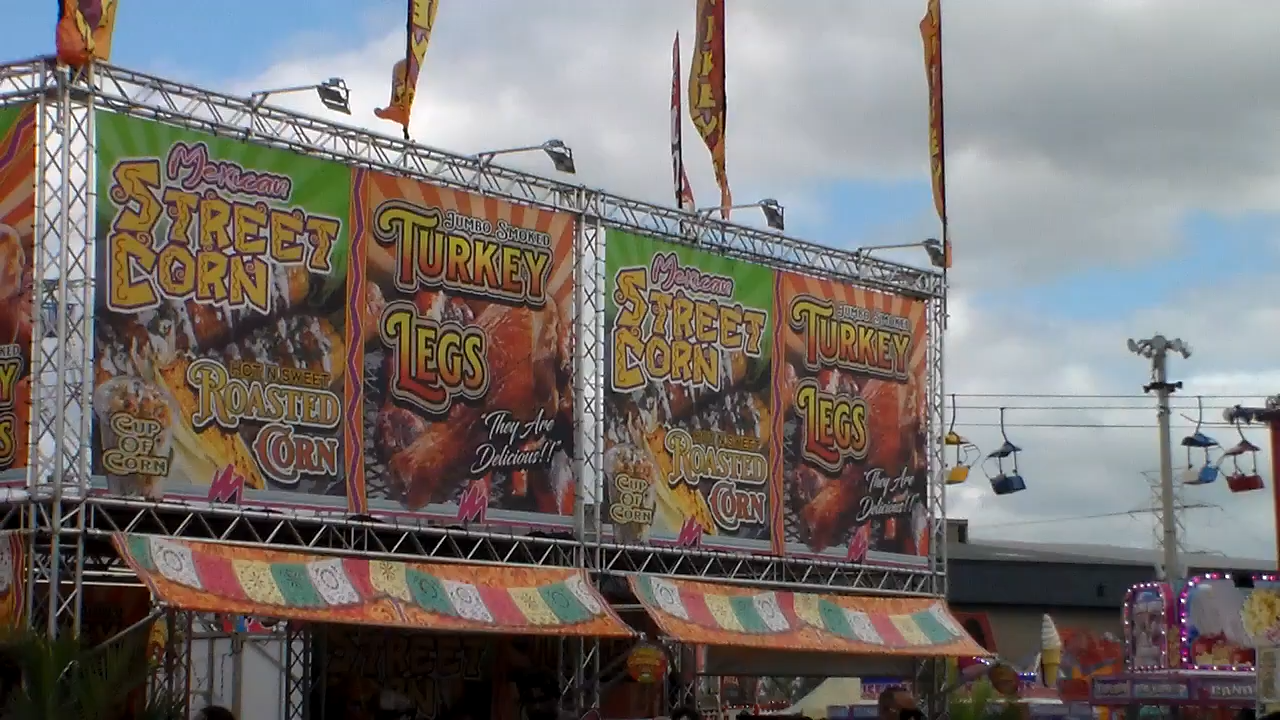 Mexican
STREET
CORN
HOT N SWEET
ROASTED
CORN
CUP
OF
CORN
JUMBO SMOKED
TURKEY
LEGS
They Are
Delicious!!
Mexican
STREET
CORN
HOT N SWEET
ROASTED
CORN
CUP
OF
CORN
JUMBO SMOKED
TURKEY
LEGS
They Are
Delicious!!
STREET